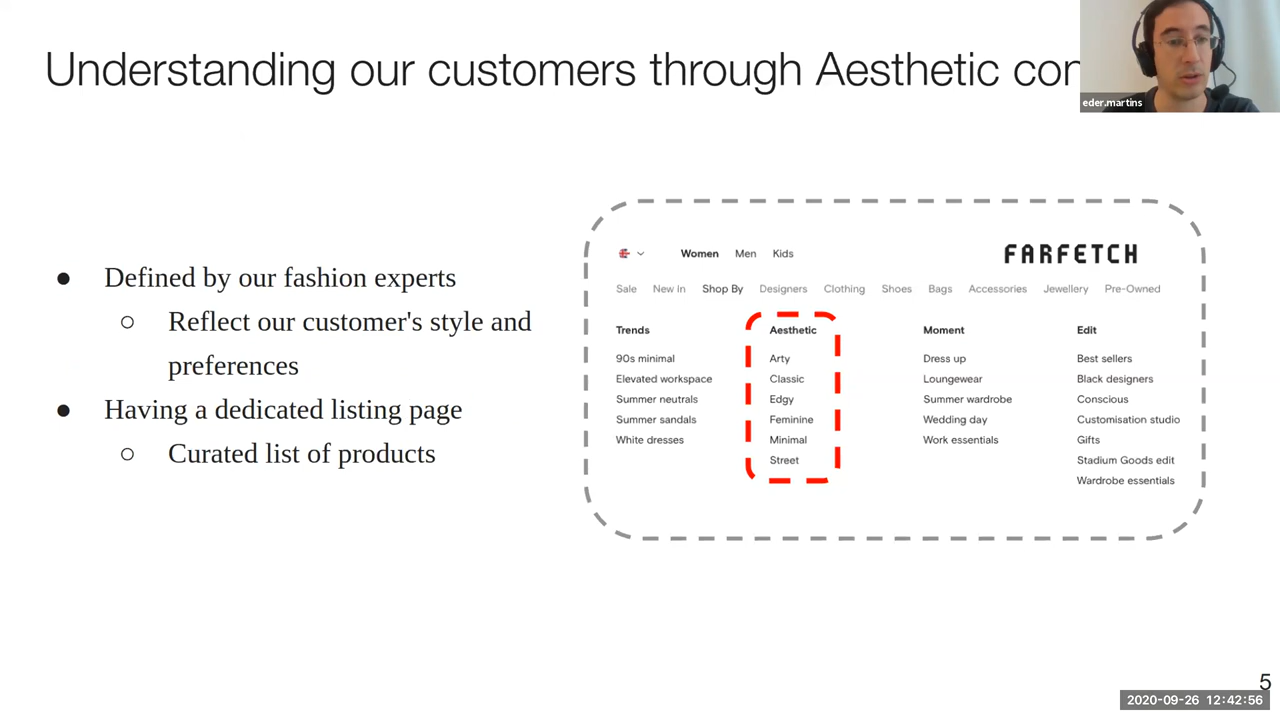 Understanding our customers through Aesthetic con
eder.martins
● Defined by our fashion experts
○ Reflect our customer's style and
preferences
● Having a dedicated listing page
○ Curated list of products
Women Men Kids
FARFETCH
Sale New In Shop By Designers Clothing Shoes Bags Accessories Jewellery Pre-Owned
Trends
90s minimal
Elevated workspace
Summer neutrals
Summer sandals
White dresses
Aesthetic
Arty
Classic
Edgy
Feminine
Minimal
Street
Moment
Dress up
Loungewear
Summer wardrobe
Wedding day
Work essentials
Edit
Best sellers
Black designers
Conscious
Customisation studio
Gifts
Stadium Goods edit
Wardrobe essentials
5
2020-09-26 12:42:56